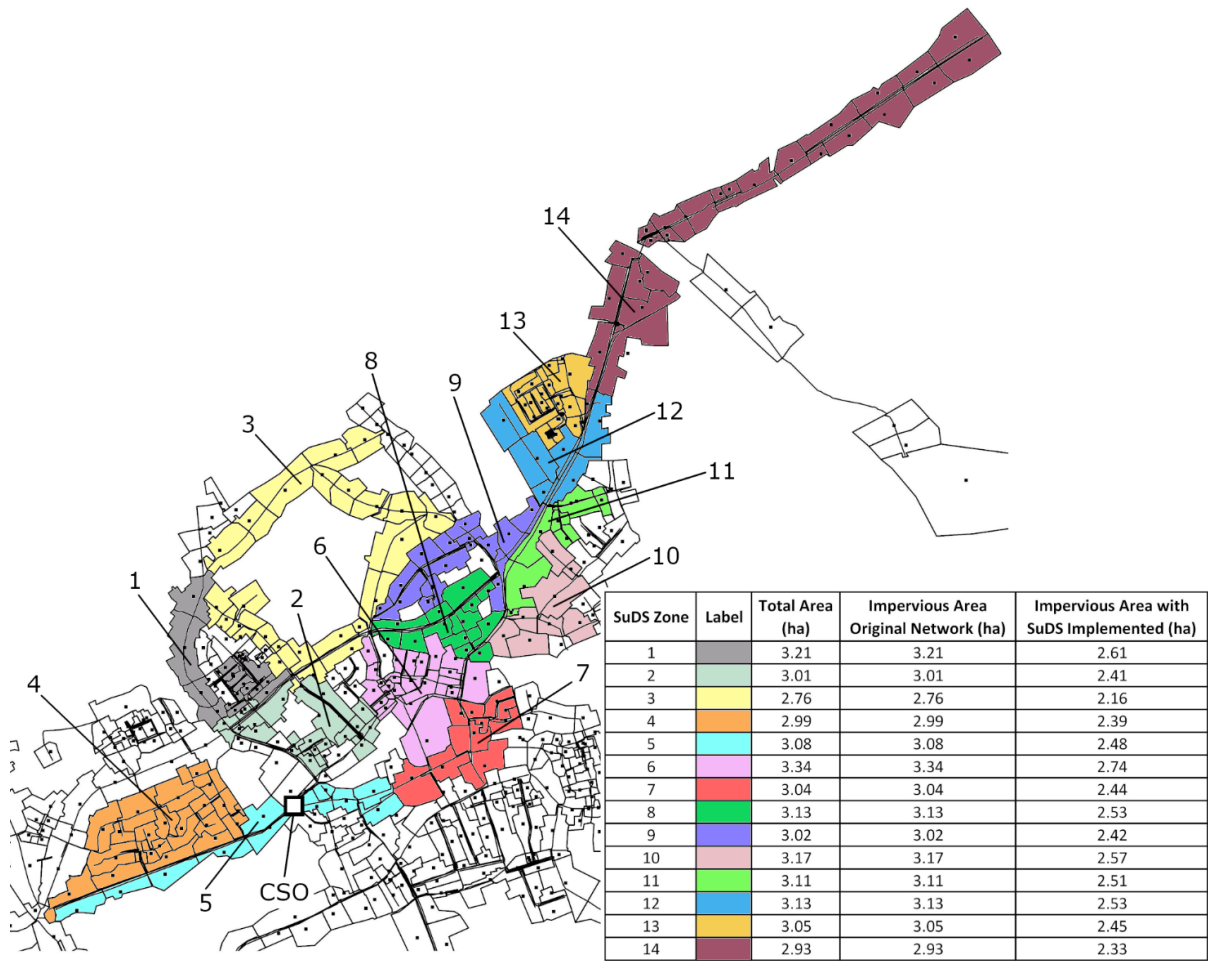 14
13
8
9
12
3
11
6
10
1
2
7
4
5
CSO
SuDS Zone Label Total Area (ha) Impervious Area Original Network (ha) Impervious Area with SuDS Implemented (ha)
1 3.21 3.21 2.61
2 3.01 3.01 2.41
3 2.76 2.76 2.16
4 2.99 2.99 2.39
5 3.08 3.08 2.48
6 3.34 3.34 2.74
7 3.04 3.04 2.44
8 3.13 3.13 2.53
9 3.02 3.02 2.42
10 3.17 3.17 2.57
11 3.11 3.11 2.51
12 3.13 3.13 2.53
13 3.05 3.05 2.45
14 2.93 2.93 2.33